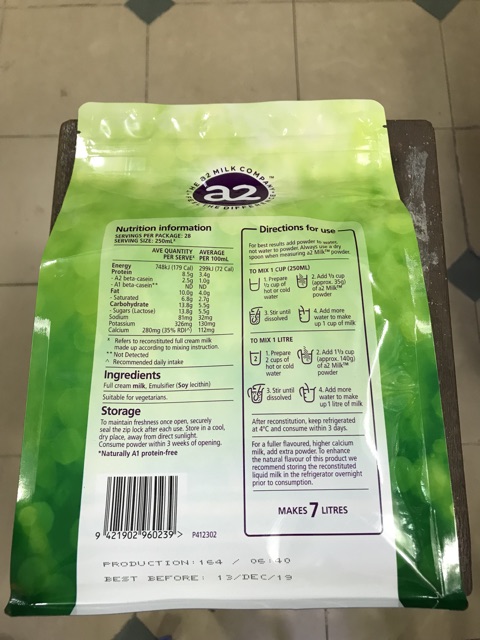 THE a2 MILK COMPANY
a2
THE DIFFERENCE
Nutrition information
SERVINGS PER PACKAGE: 28
SERVING SIZE: 250mL^
AVE QUANTITY AVERAGE
PER SERVE^ PER 100mL
Energy 748kJ (179 Cal) 299kJ (72 Cal)
Protein 8.5g 3.4g
- A2 beta-casein 2.5g 1.0g
- A1 beta-casein** ND ND
Fat 10.0g 4.0g
- Saturated 6.8g 2.7g
Carbohydrate 13.8g 5.5g
- Sugars (Lactose) 13.8g 5.5g
Sodium 81mg 32mg
Potassium 326mg 130mg
Calcium 280mg (35% RDI^) 112mg
Refers to reconstituted full cream milk
made up according to mixing instruction.
** Not Detected
Recommended daily intake
Ingredients
Full cream milk, Emulsifier (Soy lecithin)
Suitable for vegetarians.
Storage
To maintain freshness once open, securely
seal the zip lock after each use. Store in a cool,
dry place, away from direct sunlight.
Consume powder within 3 weeks of opening.
*Naturally A1 protein-free
9 421902 960239 > P412302
PRODUCTION: 164 / 06:40
BEST BEFORE: 13/DEC/19
Directions for use
For best results add powder to water,
not water to powder. Always use a dry
spoon when measuring a2 Milk™ powder.
TO MIX 1 CUP (250ML)
1. Prepare
½ cup of
hot or cold
water
2. Add ⅓ cup
(approx. 35g)
of a2 Milk™
powder
3. Stir until
dissolved
4. Add more
water to make
up 1 cup of milk
TO MIX 1 LITRE
2
1. Prepare
2 cups of
hot or cold
water
2. Add 1⅓ cup
(approx. 140g)
of a2 Milk™
powder
3. Stir until
dissolved
4. Add more
water to make
up 1 litre of milk
After reconstitution, keep refrigerated
at 4°C and consume within 3 days.
For a fuller flavoured, higher calcium
milk, add extra powder. To enhance
the natural flavour of this product we
recommend storing the reconstituted
liquid milk in the refrigerator overnight
prior to consumption.
MAKES 7 LITRES